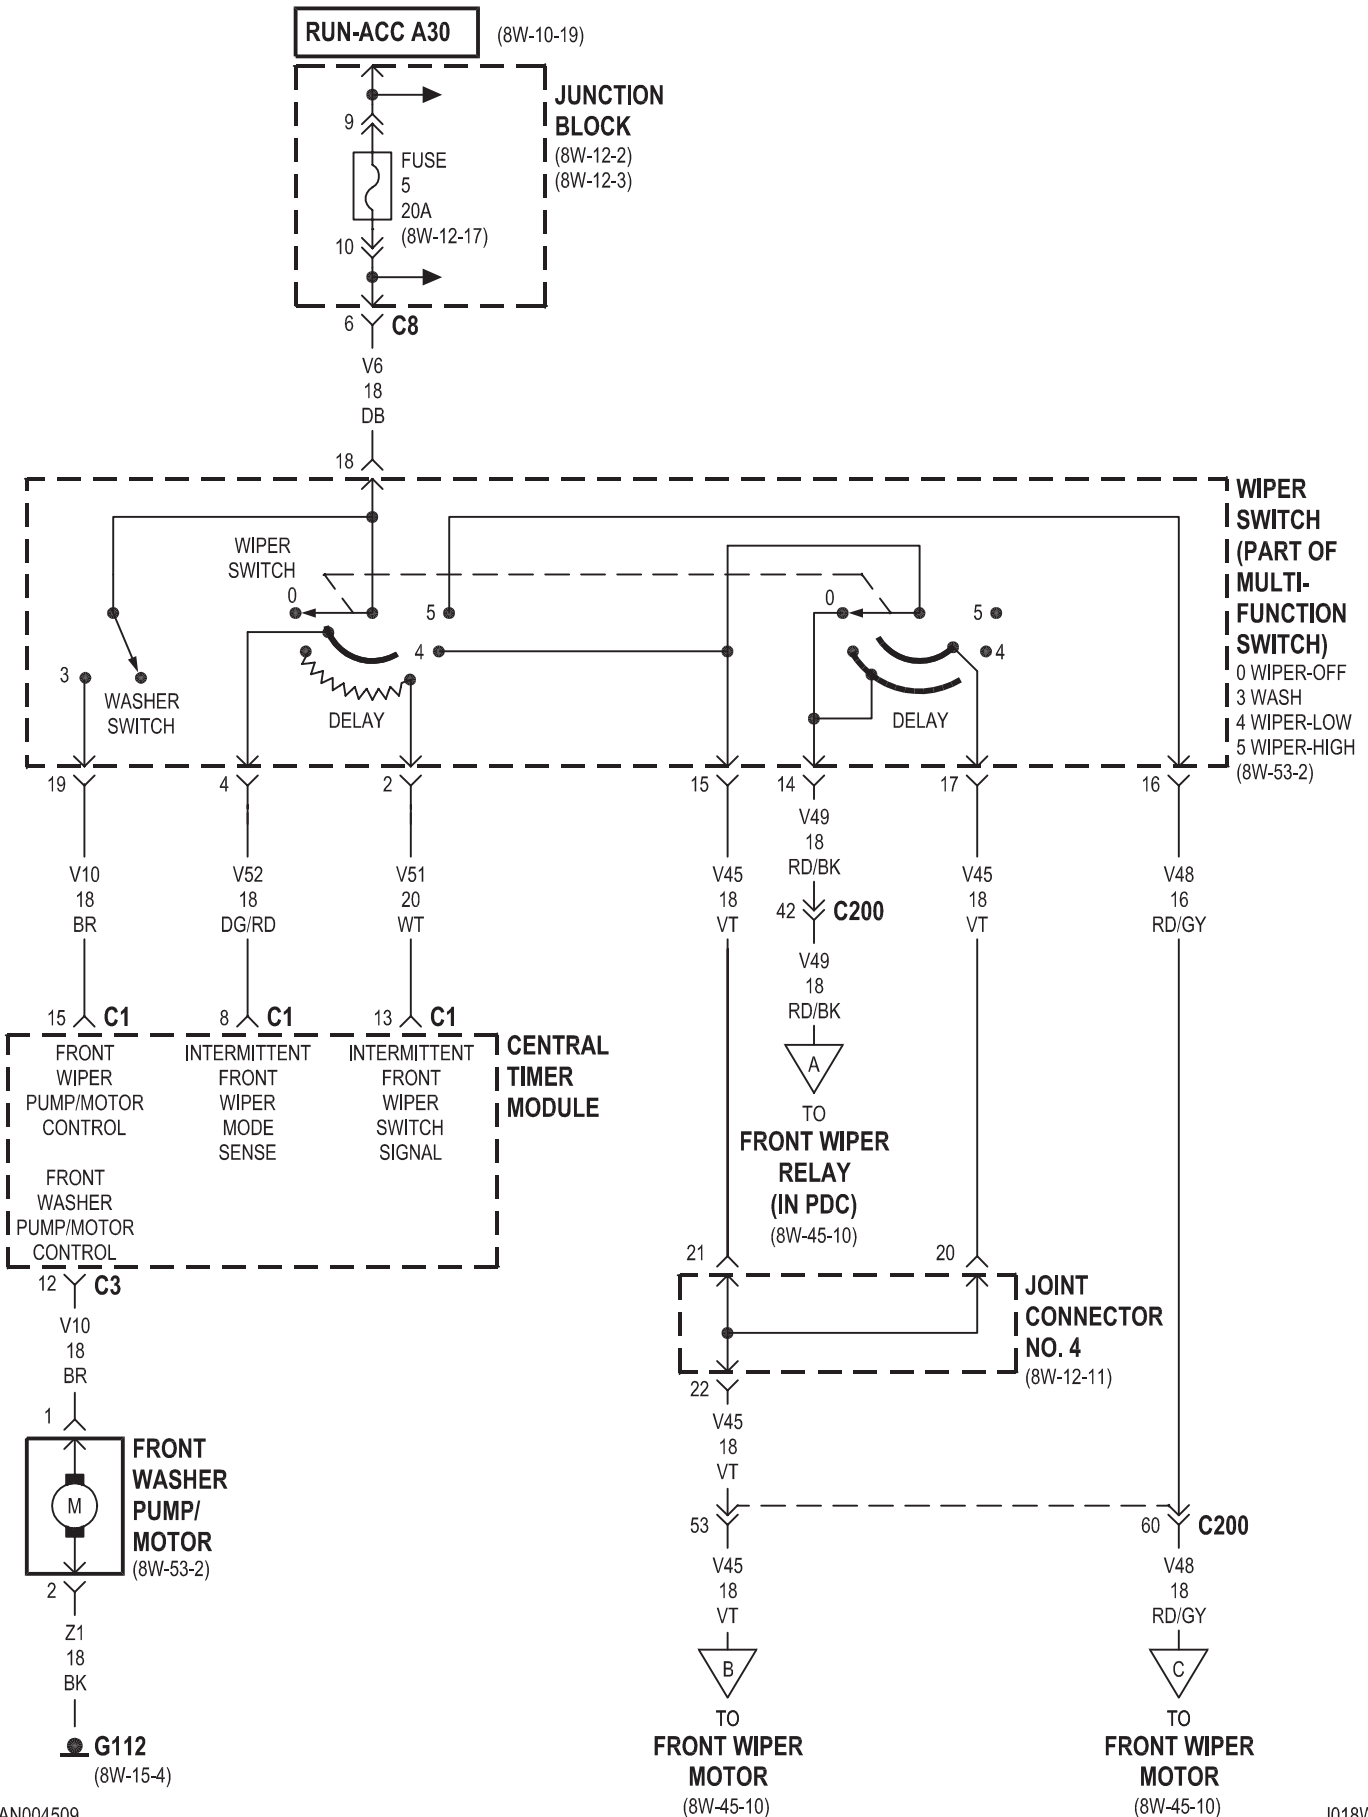 RUN-ACC A30
(8W-10-19)
JUNCTION
BLOCK
(8W-12-2)
(8W-12-3)
9
FUSE
5
20A
(8W-12-17)
10
6
C8
V6
18
DB
18
WIPER
SWITCH
(PART OF
MULTI-
FUNCTION
SWITCH)
0 WIPER-OFF
3 WASH
4 WIPER-LOW
5 WIPER-HIGH
(8W-53-2)
WIPER
SWITCH
0
5
4
DELAY
3
WASHER
SWITCH
0
5
4
DELAY
19
4
2
15
14
17
16
V10
18
BR
V52
18
DG/RD
V51
20
WT
V45
18
VT
V49
18
RD/BK
42
C200
V49
18
RD/BK
V45
18
VT
V48
16
RD/GY
15
C1
8
C1
13
C1
FRONT
WIPER
PUMP/MOTOR
CONTROL
INTERMITTENT
FRONT
WIPER
MODE
SENSE
INTERMITTENT
FRONT
WIPER
SWITCH
SIGNAL
CENTRAL
TIMER
MODULE
FRONT
WASHER
PUMP/MOTOR
CONTROL
A
TO
FRONT WIPER
RELAY
(IN PDC)
(8W-45-10)
21
20
JOINT
CONNECTOR
NO. 4
(8W-12-11)
22
12
C3
V10
18
BR
1
FRONT
WASHER
PUMP/
MOTOR
(8W-53-2)
M
2
Z1
18
BK
G112
(8W-15-4)
V45
18
VT
53
60
C200
V45
18
VT
V48
18
RD/GY
B
TO
FRONT WIPER
MOTOR
(8W-45-10)
C
TO
FRONT WIPER
MOTOR
(8W-45-10)
AN004509
J018W